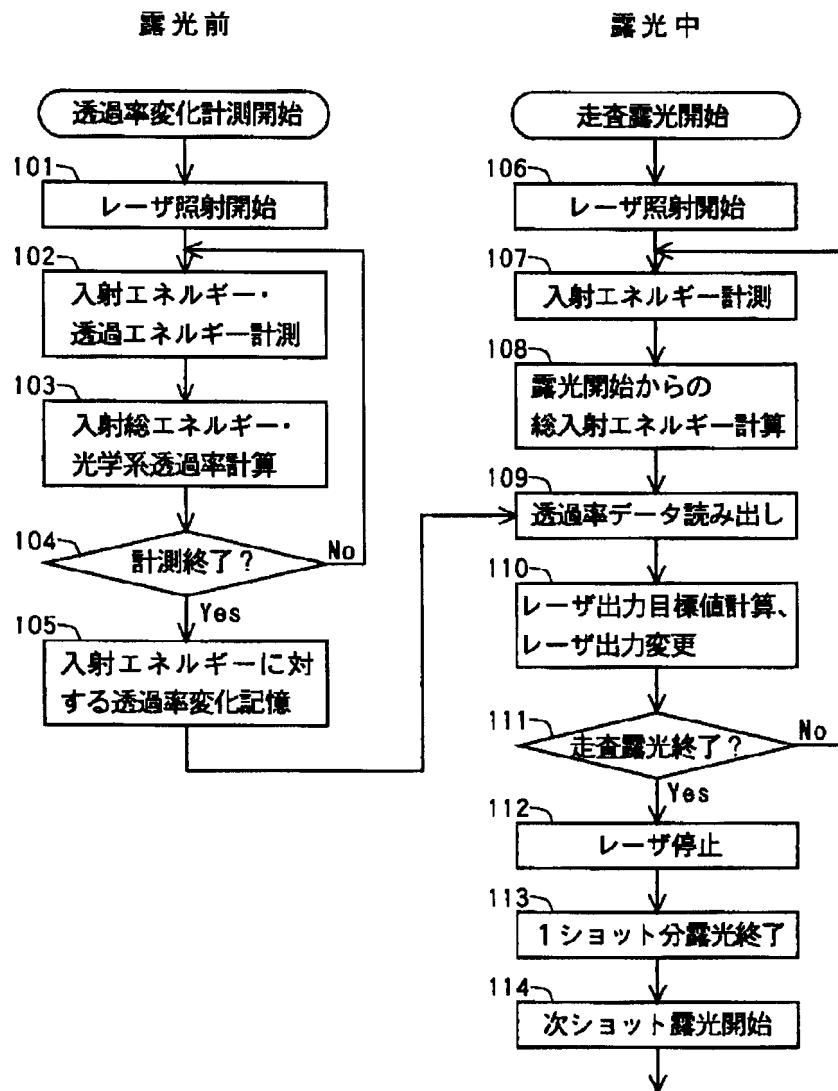 露光前
透過率変化計測開始
101
レーザ照射開始
102
入射エネルギー・
透過エネルギー計測
103
入射総エネルギー・
光学系透過率計算
104
計測終了?
No
Yes
105
入射エネルギーに対
する透過率変化記憶
露光中
走査露光開始
106
レーザ照射開始
107
入射エネルギー計測
108
露光開始からの
総入射エネルギー計算
109
透過率データ読み出し
110
レーザ出力目標値計算、
レーザ出力変更
111
走査露光終了?
No
Yes
112
レーザ停止
113
1ショット分露光終了
114
次ショット露光開始